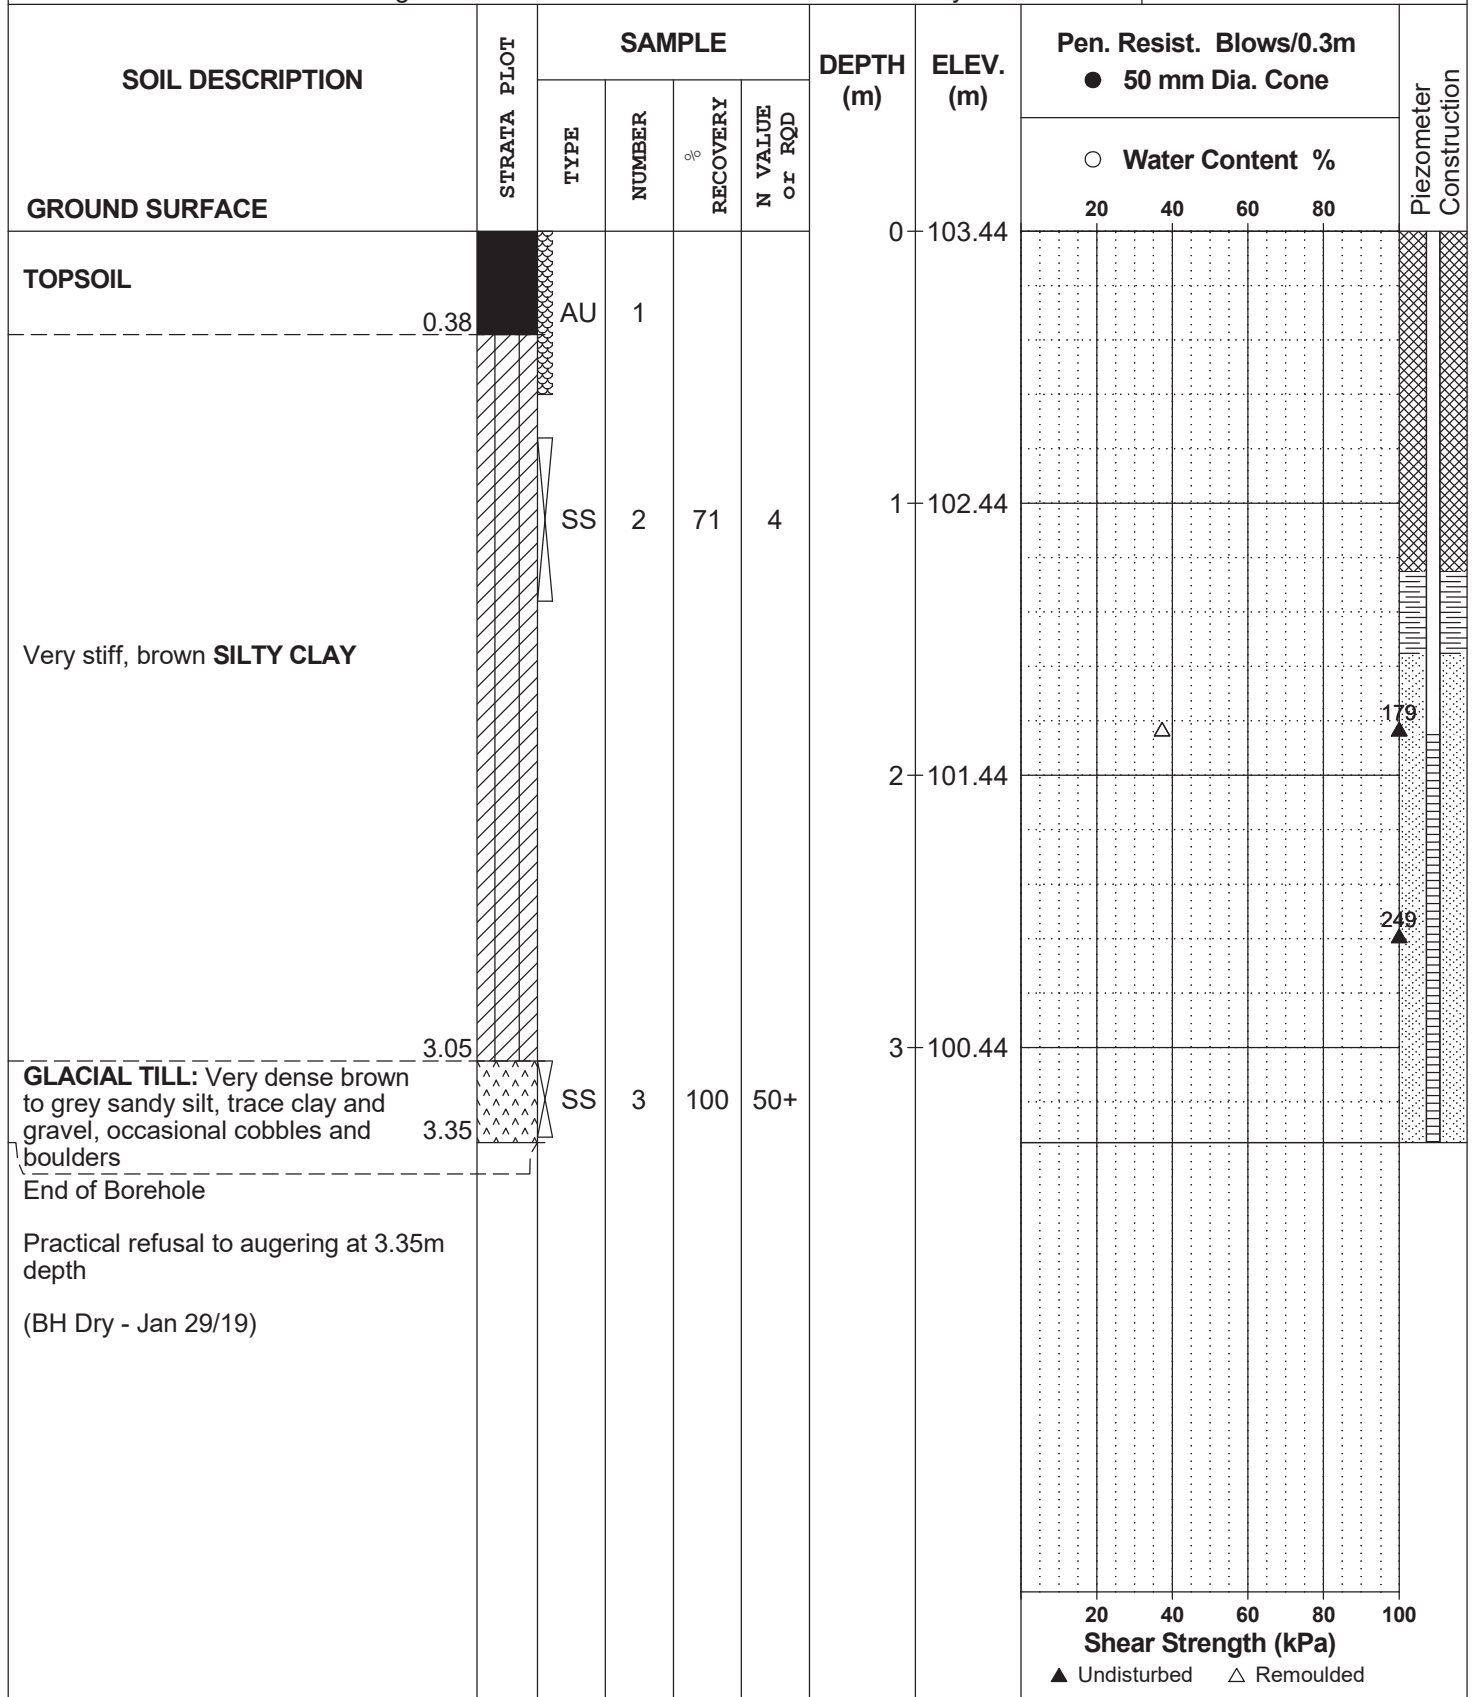 SOIL DESCRIPTION
GROUND SURFACE
STRATA PLOT
SAMPLE
TYPE
NUMBER
%
RECOVERY
N VALUE
or RQD
DEPTH
(m)
ELEV.
(m)
Pen. Resist. Blows/0.3m
● 50 mm Dia. Cone
○ Water Content %
20 40 60 80
Piezometer
Construction
0 103.44
TOPSOIL
0.38
AU 1
1 102.44
SS 2 71 4
Very stiff, brown SILTY CLAY
179
2 101.44
249
3.05
3 100.44
GLACIAL TILL: Very dense brown
to grey sandy silt, trace clay and
gravel, occasional cobbles and
boulders
3.35
SS 3 100 50+
End of Borehole
Practical refusal to augering at 3.35m
depth
(BH Dry - Jan 29/19)
20 40 60 80 100
Shear Strength (kPa)
▲ Undisturbed △ Remoulded